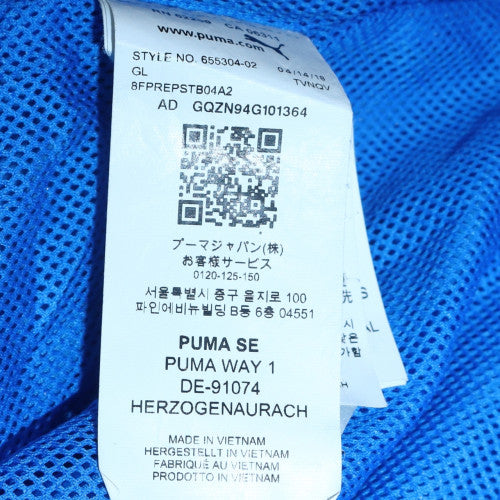 www.puma.com
STYLE NO. 655304-02 04/14/18
GL TVNQV
8FPREPSTB04A2
AD GQZN94G101364
プーマジャパン(株)
お客様サービス
0120-125-150
서울특별시 중구 을지로 100
파인에비뉴빌딩 B동 6층 04551
PUMA SE
PUMA WAY 1
DE-91074
HERZOGENAURACH
MADE IN VIETNAM
HERGESTELLT IN VIETNAM
FABRIQUÉ AU VIETNAM
PRODOTTO IN VIETNAM